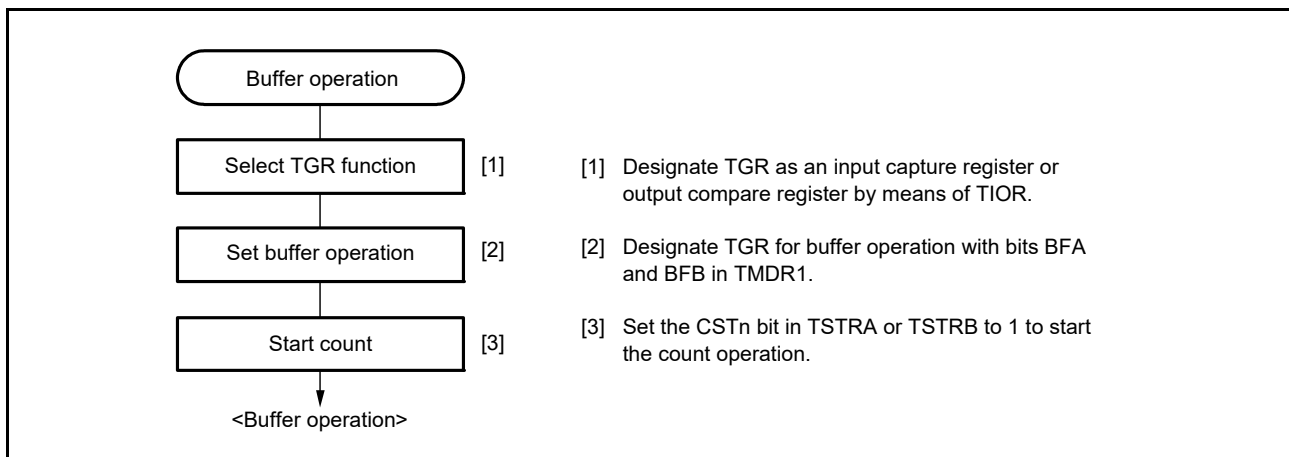 Buffer operation
Select TGR function [1]
[1] Designate TGR as an input capture register or
output compare register by means of TIOR.
Set buffer operation [2]
[2] Designate TGR for buffer operation with bits BFA
and BFB in TMDR1.
Start count [3]
[3] Set the CSTn bit in TSTRA or TSTRB to 1 to start
the count operation.
<Buffer operation>